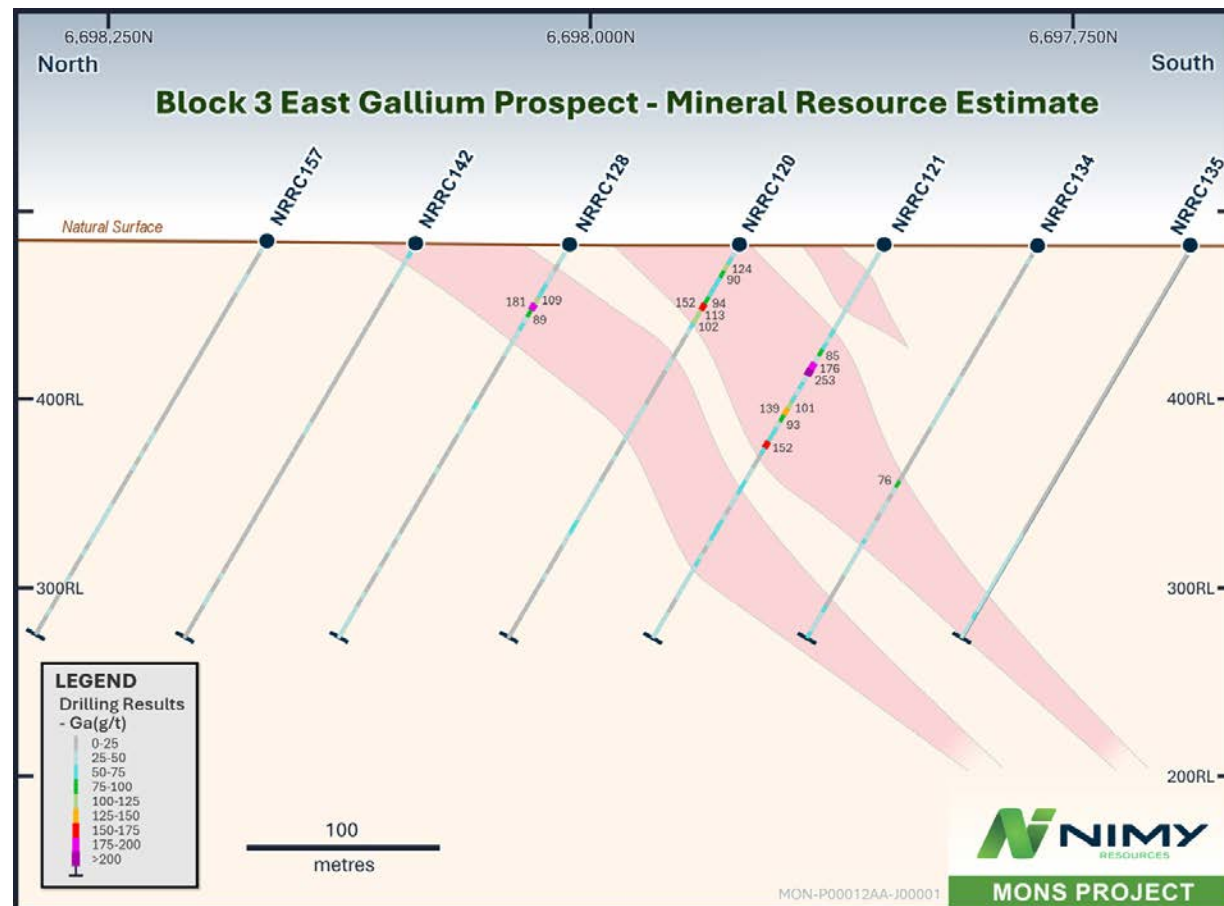 6,698,250N
6,698,000N
6,697,750N
North
South
Block 3 East Gallium Prospect - Mineral Resource Estimate
NRRC157
NRRC142
NRRC128
NRRC120
NRRC121
NRRC134
NRRC135
Natural Surface
124
90
181
109
152
94
89
113
102
85
176
253
400RL
400RL
139
101
93
152
76
300RL
300RL
LEGEND
Drilling Results
- Ga(g/t)
0-25
25-50
50-75
75-100
100-125
125-150
150-175
175-200
>200
200RL
100
metres
NIMY
RESOURCES
MON-P00012AA-J00001
MONS PROJECT